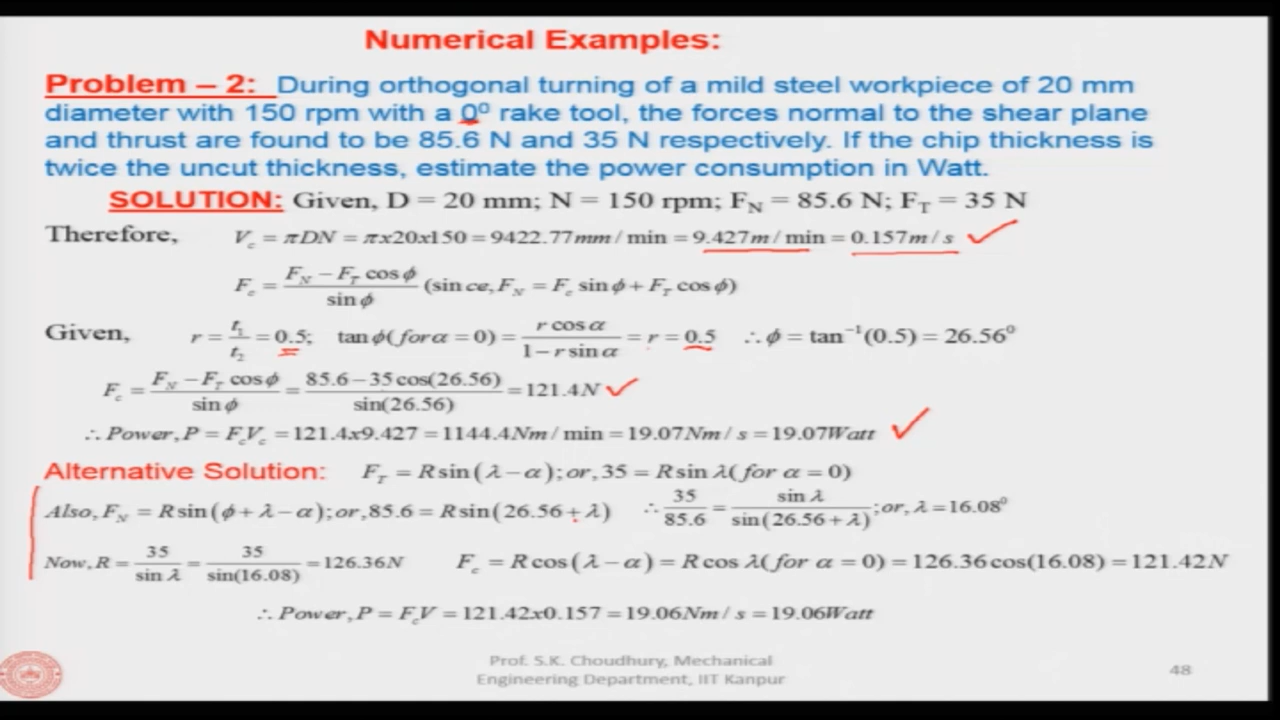 Numerical Examples:
Problem – 2: During orthogonal turning of a mild steel workpiece of 20 mm
diameter with 150 rpm with a 0⁰ rake tool, the forces normal to the shear plane
and thrust are found to be 85.6 N and 35 N respectively. If the chip thickness is
twice the uncut thickness, estimate the power consumption in Watt.
SOLUTION: Given, D = 20 mm; N = 150 rpm; F_N = 85.6 N; F_T = 35 N
Therefore, V_c = πDN = πx20x150 = 9422.77mm/min = 9.427m/min = 0.157m/s
F_c = (F_N − F_T cosϕ)/(sinϕ) (sin ce, F_N = F_c sinϕ + F_T cosϕ)
Given, r = t₁/t₂ = 0.5; tanϕ(for α = 0) = (r cosα)/(1 − r sinα) = r = 0.5 ∴ϕ = tan⁻¹(0.5) = 26.56⁰
F_c = (F_N − F_T cosϕ)/(sinϕ) = (85.6 − 35cos(26.56))/(sin(26.56)) = 121.4N
∴ Power, P = F_cV_c = 121.4x9.427 = 1144.4Nm/min = 19.07Nm/s = 19.07Watt
Alternative Solution: F_T = R sin(λ − α); or, 35 = R sin λ(for α = 0)
Also, F_N = R sin(ϕ + λ − α); or, 85.6 = R sin(26.56 + λ) ∴ 35/85.6 = (sin λ)/(sin(26.56 + λ)); or, λ = 16.08⁰
Now, R = 35/(sin λ) = 35/(sin(16.08)) = 126.36N F_c = R cos(λ − α) = R cos λ(for α = 0) = 126.36cos(16.08) = 121.42N
∴ Power, P = F_cV = 121.42x0.157 = 19.06Nm/s = 19.06Watt
Prof. S.K. Choudhury, Mechanical
Engineering Department, IIT Kanpur
48